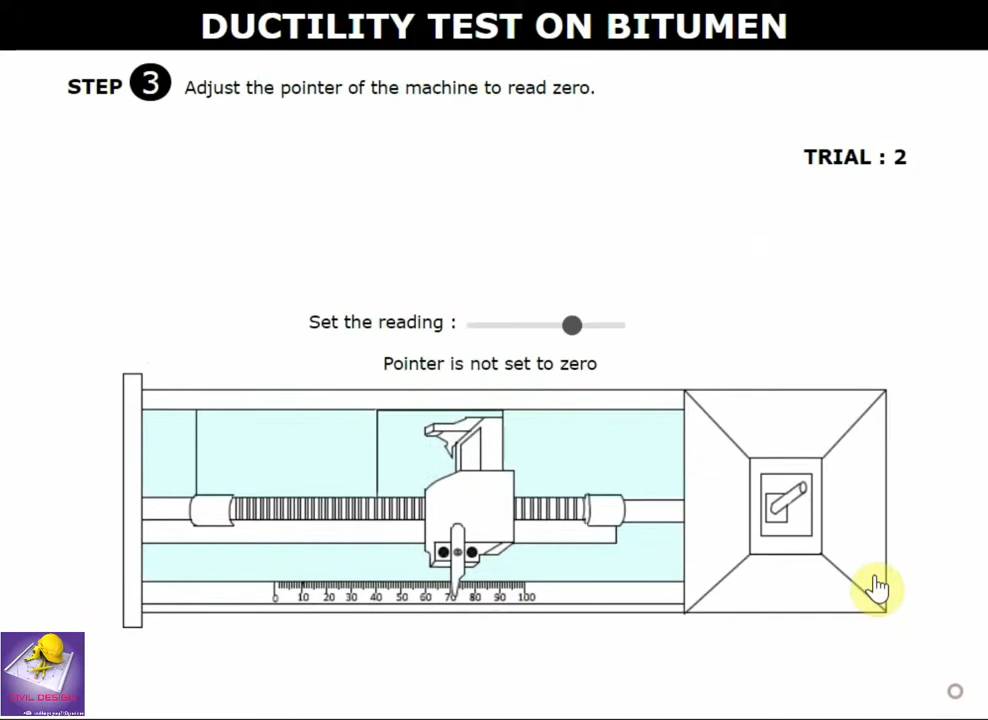 DUCTILITY TEST ON BITUMEN
STEP 3 Adjust the pointer of the machine to read zero.
TRIAL : 2
Set the reading :
Pointer is not set to zero
0 10 20 30 40 50 60 70 80 90 100
CIVIL DESIGN